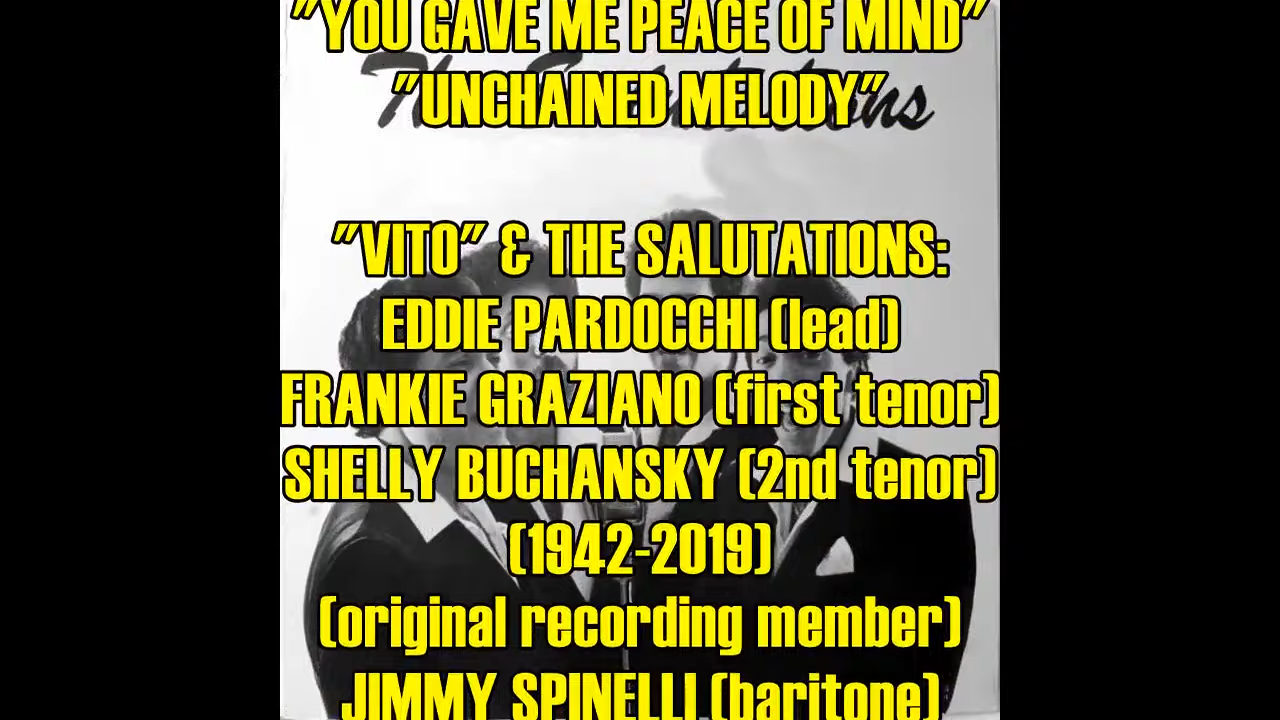 "YOU GAVE ME PEACE OF MIND"
"UNCHAINED MELODY"
"VITO" & THE SALUTATIONS:
EDDIE PARDOCCHI (lead)
FRANKIE GRAZIANO (first tenor)
SHELLY BUCHANSKY (2nd tenor)
(1942-2019)
(original recording member)
JIMMY SPINELLI (baritone)